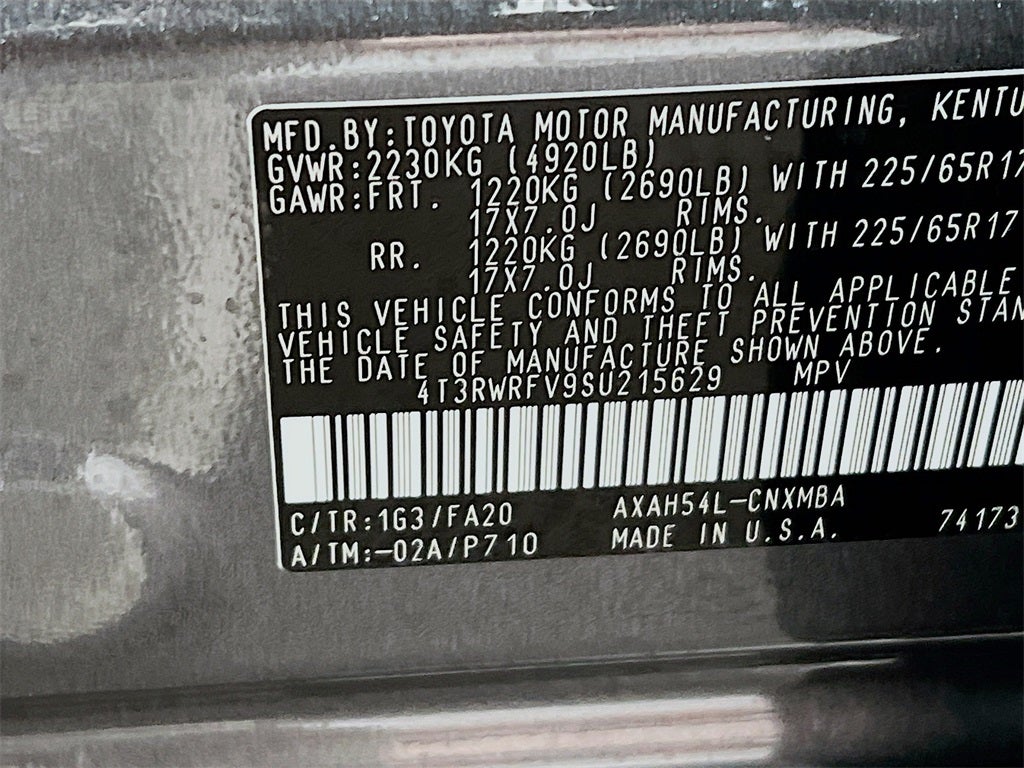 MFD.BY:TOYOTA MOTOR MANUFACTURING, KENTU
GVWR:2230KG (4920LB)
GAWR:FRT. 1220KG (2690LB) WITH 225/65R17
17X7.0J RIMS.
RR. 1220KG (2690LB) WITH 225/65R17
17X7.0J RIMS.
THIS VEHICLE CONFORMS TO ALL APPLICABLE
VEHICLE SAFETY AND THEFT PREVENTION STAN
THE DATE OF MANUFACTURE SHOWN ABOVE.
4T3RWRFV9SU215629 MPV
C/TR:1G3/FA20 AXAH54L-CNXMBA
A/TM:-02A/P710 MADE IN U.S.A. 74173